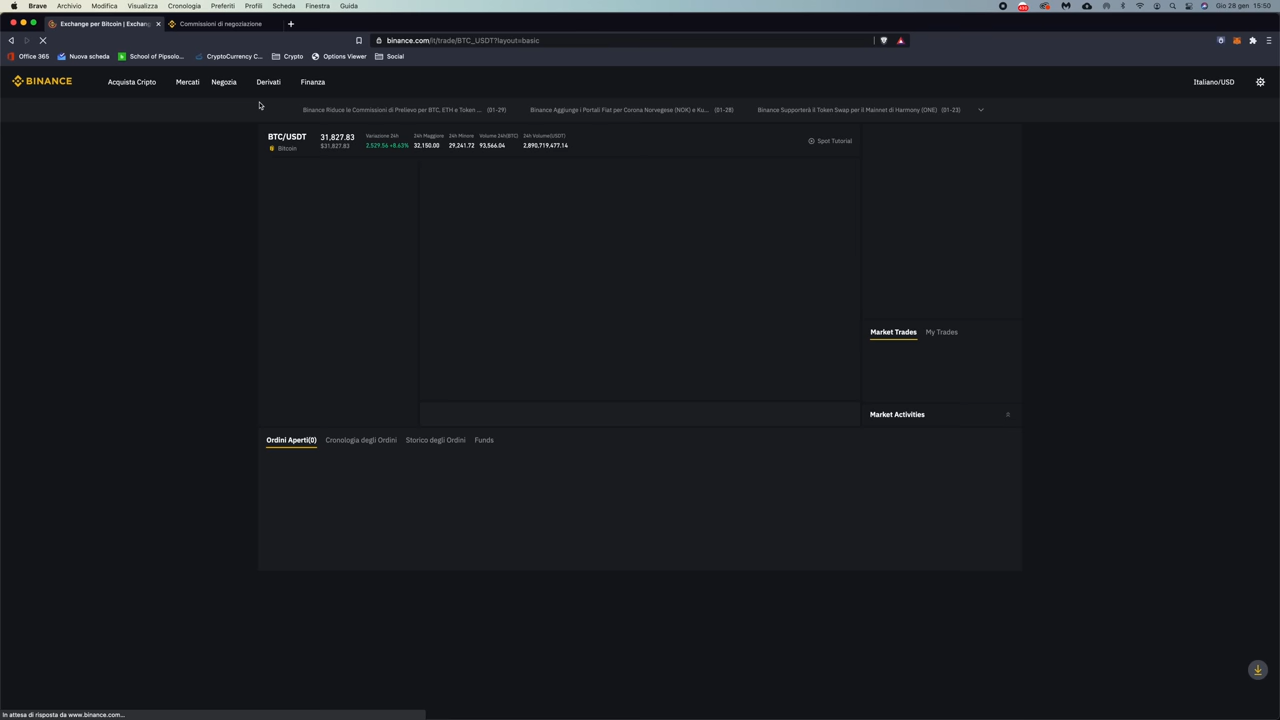 Brave Archivio Modifica Visualizza Cronologia Preferiti Profili Scheda Finestra Guida Gio 28 gen 15:50
Exchange per Bitcoin | Exchang Commissioni di negoziazione
binance.com/it/trade/BTC_USDT?layout=basic
Office 365 Nuova scheda School of Pipsolo... CryptoCurrency C... Crypto Options Viewer Social
BINANCE Acquista Cripto Mercati Negozia Derivati Finanza Italiano/USD
Binance Riduce le Commissioni di Prelievo per BTC, ETH e Token ... (01-29) Binance Aggiunge i Portali Fiat per Corona Norvegese (NOK) e Ku... (01-28) Binance Supporterà il Token Swap per il Mainnet di Harmony (ONE) (01-23)
BTC/USDT 31,827.83 Variazione 24h 24h Maggiore 24h Minore Volume 24h(BTC) 24h Volume(USDT)
Bitcoin $31,827.83 2,529.56 +8.63% 32,150.00 29,241.72 93,566.04 2,890,719,477.14
Spot Tutorial
Market Trades My Trades
Market Activities
Ordini Aperti(0) Cronologia degli Ordini Storico degli Ordini Funds
In attesa di risposta da www.binance.com...